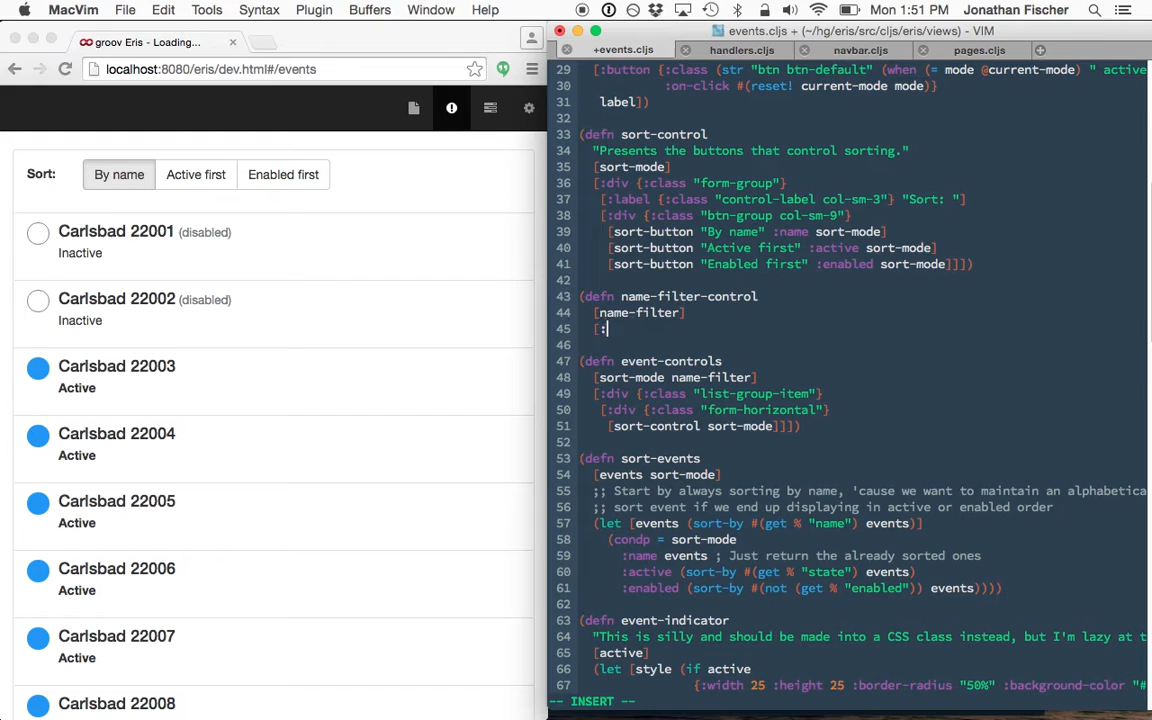 MacVim File Edit Tools Syntax Plugin Buffers Window Help Mon 1:51 PM Jonathan Fischer
groov Eris - Loading...
localhost:8080/eris/dev.html#/events
Sort: By name Active first Enabled first
Carlsbad 22001 (disabled)
Inactive
Carlsbad 22002 (disabled)
Inactive
Carlsbad 22003
Active
Carlsbad 22004
Active
Carlsbad 22005
Active
Carlsbad 22006
Active
Carlsbad 22007
Active
Carlsbad 22008
events.cljs + (~/hg/eris/src/cljs/eris/views) - VIM
+events.cljs handlers.cljs navbar.cljs pages.cljs
29 [:button {:class (str "btn btn-default" (when (= mode @current-mode) " active
30 :on-click #(reset! current-mode mode)}
31 label])
32
33 (defn sort-control
34 "Presents the buttons that control sorting."
35 [sort-mode]
36 [:div {:class "form-group"}
37 [:label {:class "control-label col-sm-3"} "Sort: "]
38 [:div {:class "btn-group col-sm-9"}
39 [sort-button "By name" :name sort-mode]
40 [sort-button "Active first" :active sort-mode]
41 [sort-button "Enabled first" :enabled sort-mode]]])
42
43 (defn name-filter-control
44 [name-filter]
45 [:
46
47 (defn event-controls
48 [sort-mode name-filter]
49 [:div {:class "list-group-item"}
50 [:div {:class "form-horizontal"}
51 [sort-control sort-mode]]])
52
53 (defn sort-events
54 [events sort-mode]
55 ;; Start by always sorting by name, 'cause we want to maintain an alphabetica
56 ;; sort event if we end up displaying in active or enabled order
57 (let [events (sort-by #(get % "name") events)]
58 (condp = sort-mode
59 :name events ; Just return the already sorted ones
60 :active (sort-by #(get % "state") events)
61 :enabled (sort-by #(not (get % "enabled")) events))))
62
63 (defn event-indicator
64 "This is silly and should be made into a CSS class instead, but I'm lazy at t
65 [active]
66 (let [style (if active
67 {:width 25 :height 25 :border-radius "50%" :background-color "#
-- INSERT --